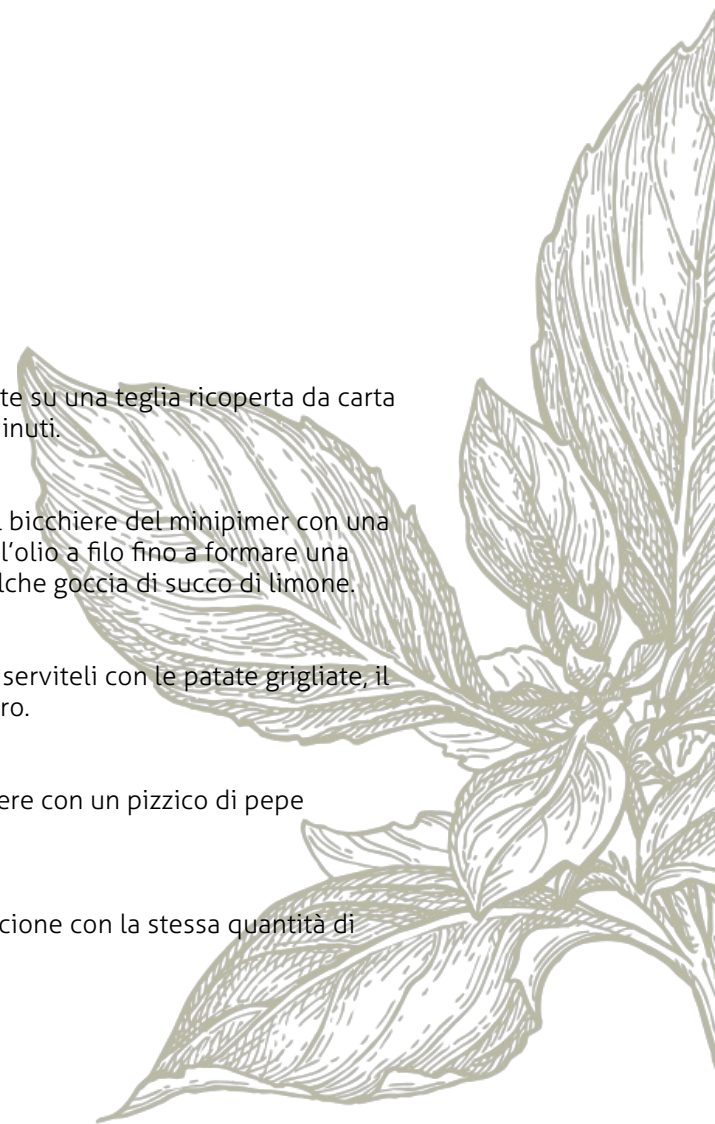 te su una teglia ricoperta da carta
inuti.
l bicchiere del minipimer con una
l'olio a filo fino a formare una
lche goccia di succo di limone.
serviteli con le patate grigliate, il
ro.
ere con un pizzico di pepe
cione con la stessa quantità di